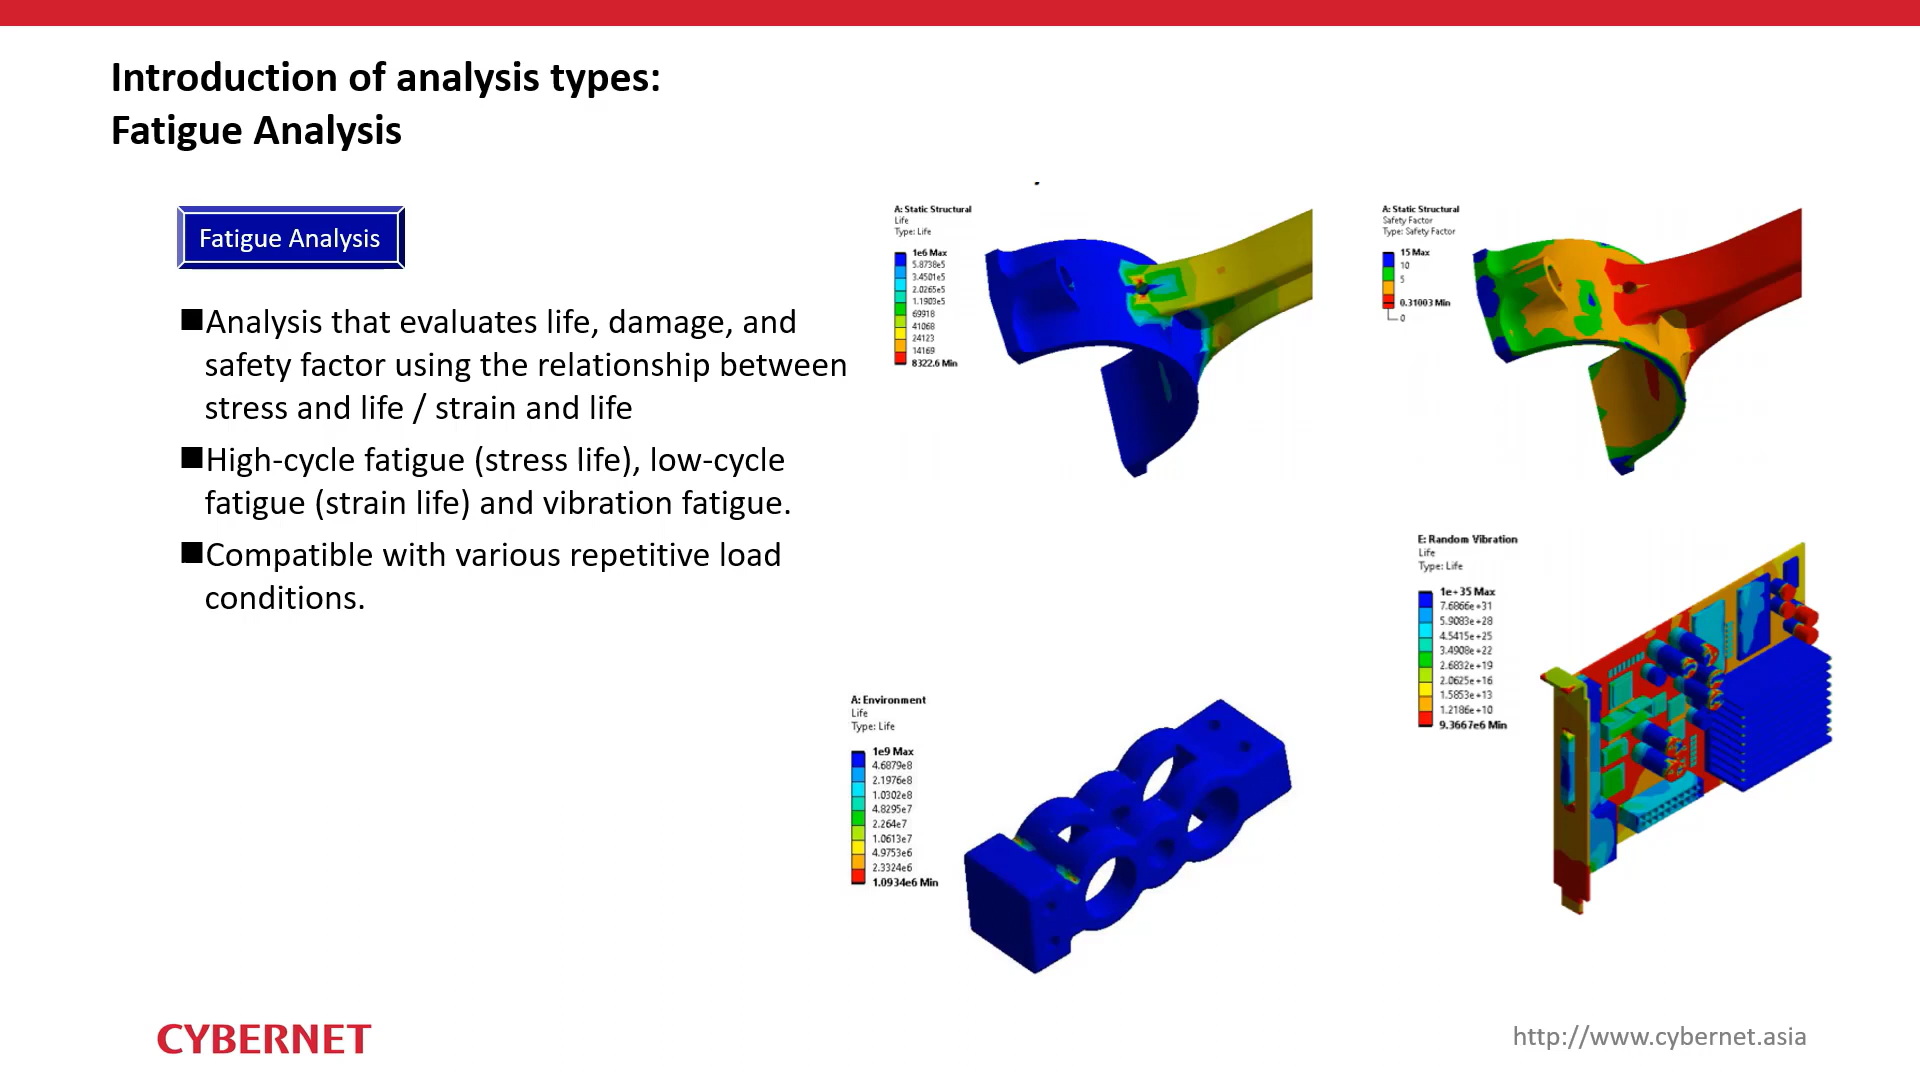 Introduction of analysis types:
Fatigue Analysis
Fatigue Analysis
Analysis that evaluates life, damage, and
safety factor using the relationship between
stress and life / strain and life
High-cycle fatigue (stress life), low-cycle
fatigue (strain life) and vibration fatigue.
Compatible with various repetitive load
conditions.
A: Static Structural
Life
Type: Life
1e6 Max
5.8738e5
3.4501e5
2.0265e5
1.1903e5
69918
41068
24123
14169
8322.6 Min
A: Static Structural
Safety Factor
Type: Safety Factor
15 Max
10
5
0.31003 Min
0
A: Environment
Life
Type: Life
1e9 Max
4.6879e8
2.1976e8
1.0302e8
4.8295e7
2.264e7
1.0613e7
4.9753e6
2.3324e6
1.0934e6 Min
E: Random Vibration
Life
Type: Life
1e+35 Max
7.6866e+31
5.9083e+28
4.5415e+25
3.4908e+22
2.6832e+19
2.0625e+16
1.5853e+13
1.2186e+10
9.3667e6 Min
CYBERNET
http://www.cybernet.asia